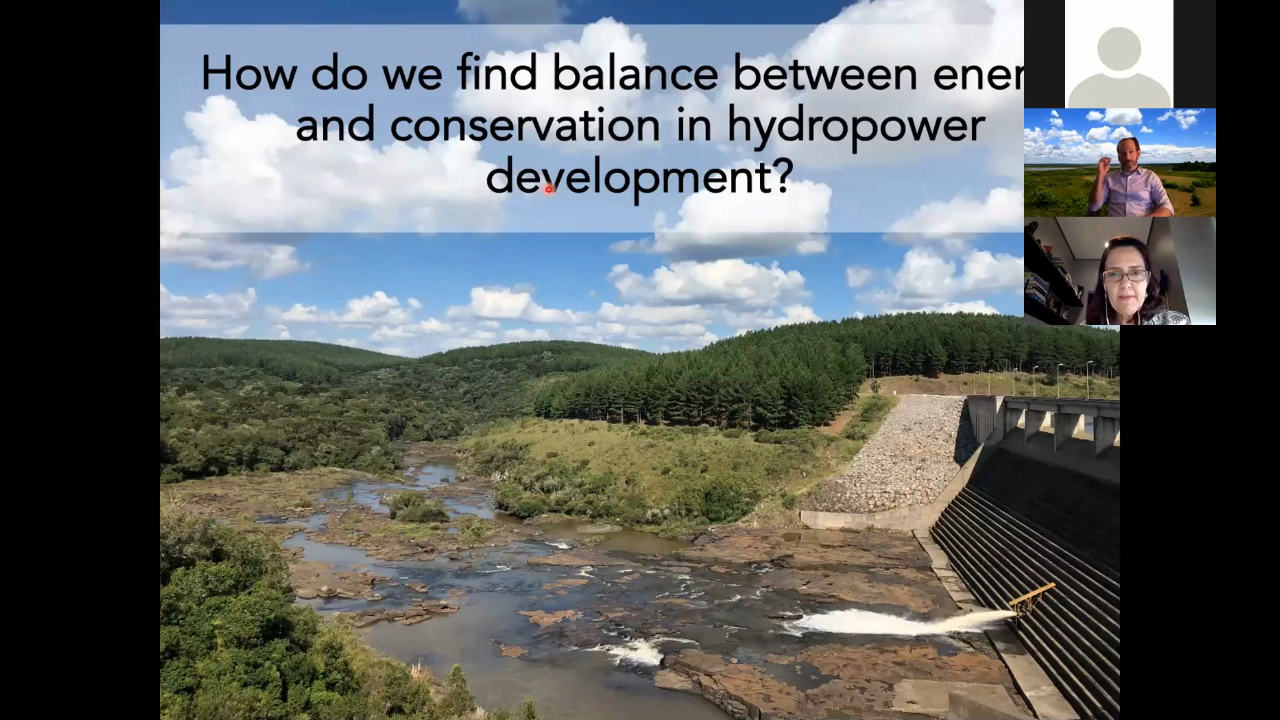 How do we find balance between ener
and conservation in hydropower
development?